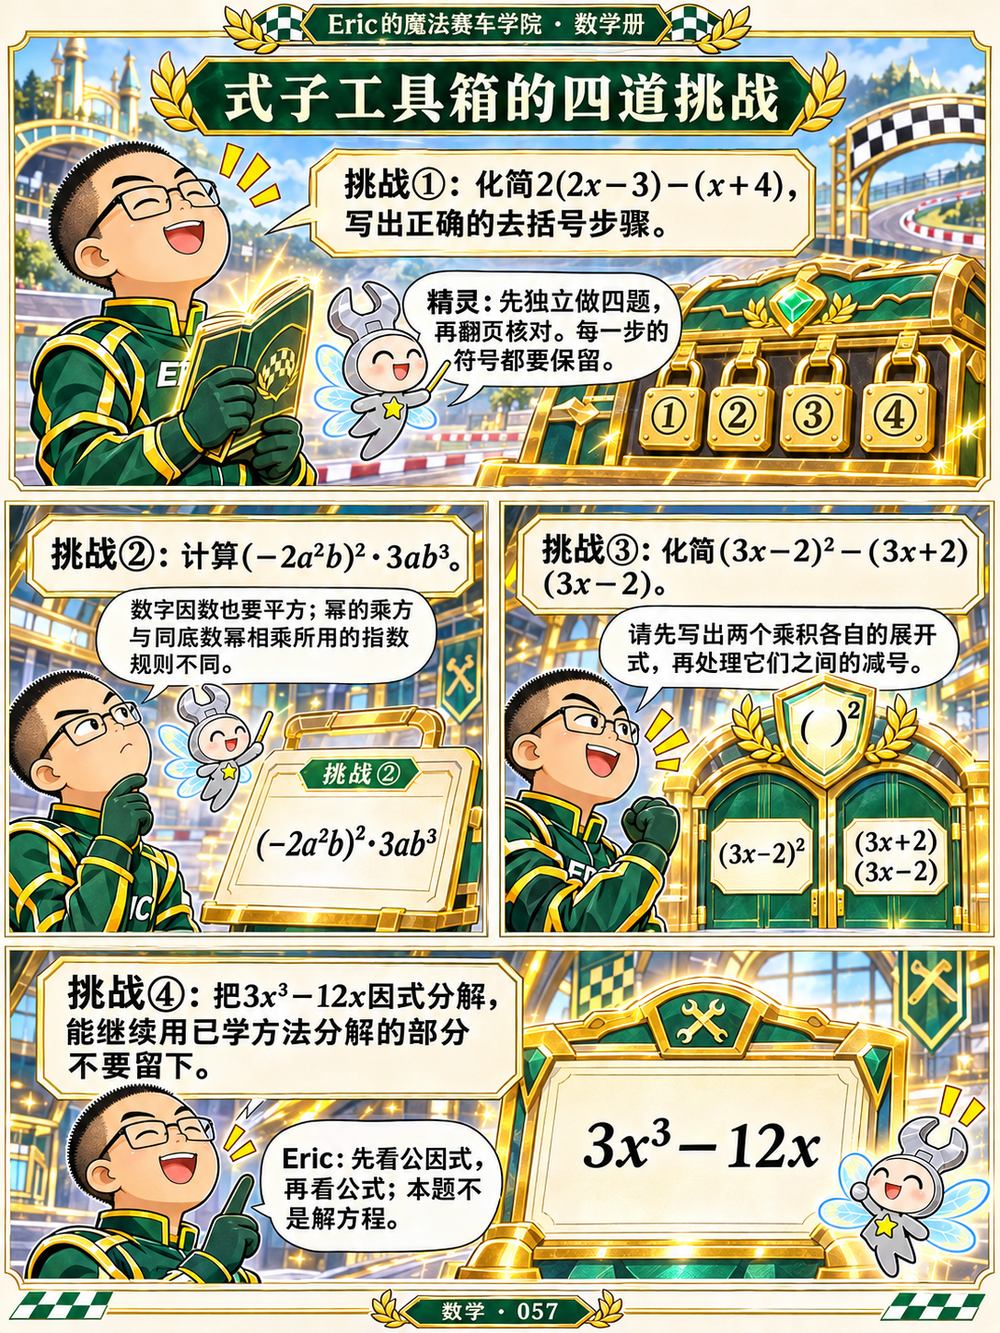 Eric的魔法赛车学院 · 数学册
式子工具箱的四道挑战
挑战①：化简2(2x－3)－(x＋4)，
写出正确的去括号步骤。
精灵：先独立做四题，
再翻页核对。每一步的
符号都要保留。
①
②
③
④
挑战②：计算(－2a²b)²·3ab³。
数字因数也要平方；幂的乘方
与同底数幂相乘所用的指数
规则不同。
挑战②
(－2a²b)²·3ab³
IC
挑战③：化简(3x－2)²－(3x＋2)
(3x－2)。
请先写出两个乘积各自的展开
式，再处理它们之间的减号。
( )²
(3x－2)²
(3x＋2)
(3x－2)
挑战④：把3x³－12x因式分解，
能继续用已学方法分解的部分
不要留下。
Eric：先看公因式，
再看公式；本题不
是解方程。
3x³－12x
数学 · 057